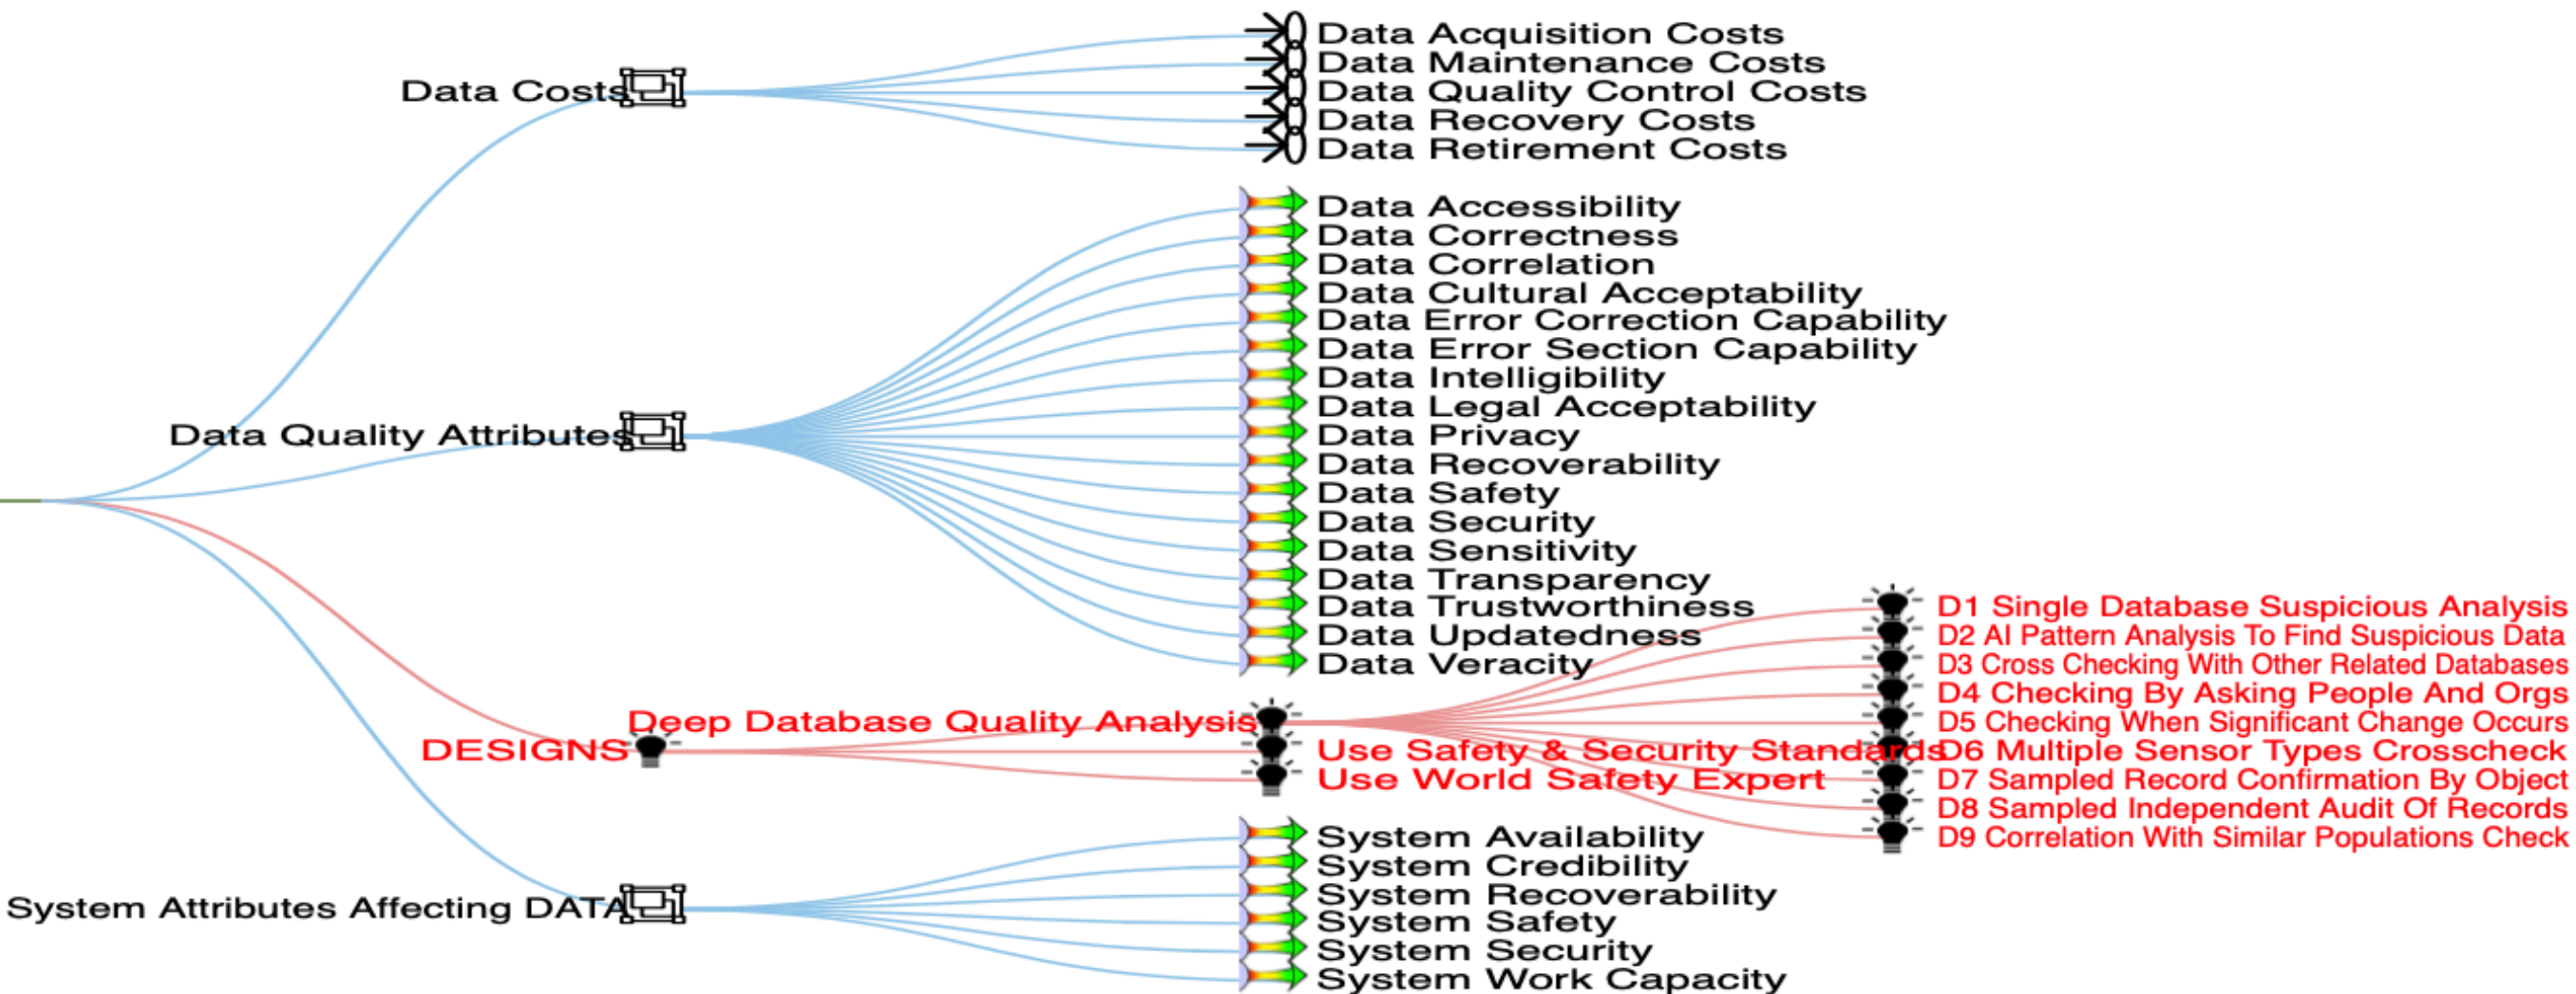 Data Costs
Data Acquisition Costs
Data Maintenance Costs
Data Quality Control Costs
Data Recovery Costs
Data Retirement Costs
Data Quality Attributes
Data Accessibility
Data Correctness
Data Correlation
Data Cultural Acceptability
Data Error Correction Capability
Data Error Section Capability
Data Intelligibility
Data Legal Acceptability
Data Privacy
Data Recoverability
Data Safety
Data Security
Data Sensitivity
Data Transparency
Data Trustworthiness
Data Updatedness
Data Veracity
DESIGNS
Deep Database Quality Analysis
D1 Single Database Suspicious Analysis
D2 AI Pattern Analysis To Find Suspicious Data
D3 Cross Checking With Other Related Databases
D4 Checking By Asking People And Orgs
D5 Checking When Significant Change Occurs
D6 Multiple Sensor Types Crosscheck
D7 Sampled Record Confirmation By Object
D8 Sampled Independent Audit Of Records
D9 Correlation With Similar Populations Check
Use Safety & Security Standards
Use World Safety Expert
System Attributes Affecting DATA
System Availability
System Credibility
System Recoverability
System Safety
System Security
System Work Capacity